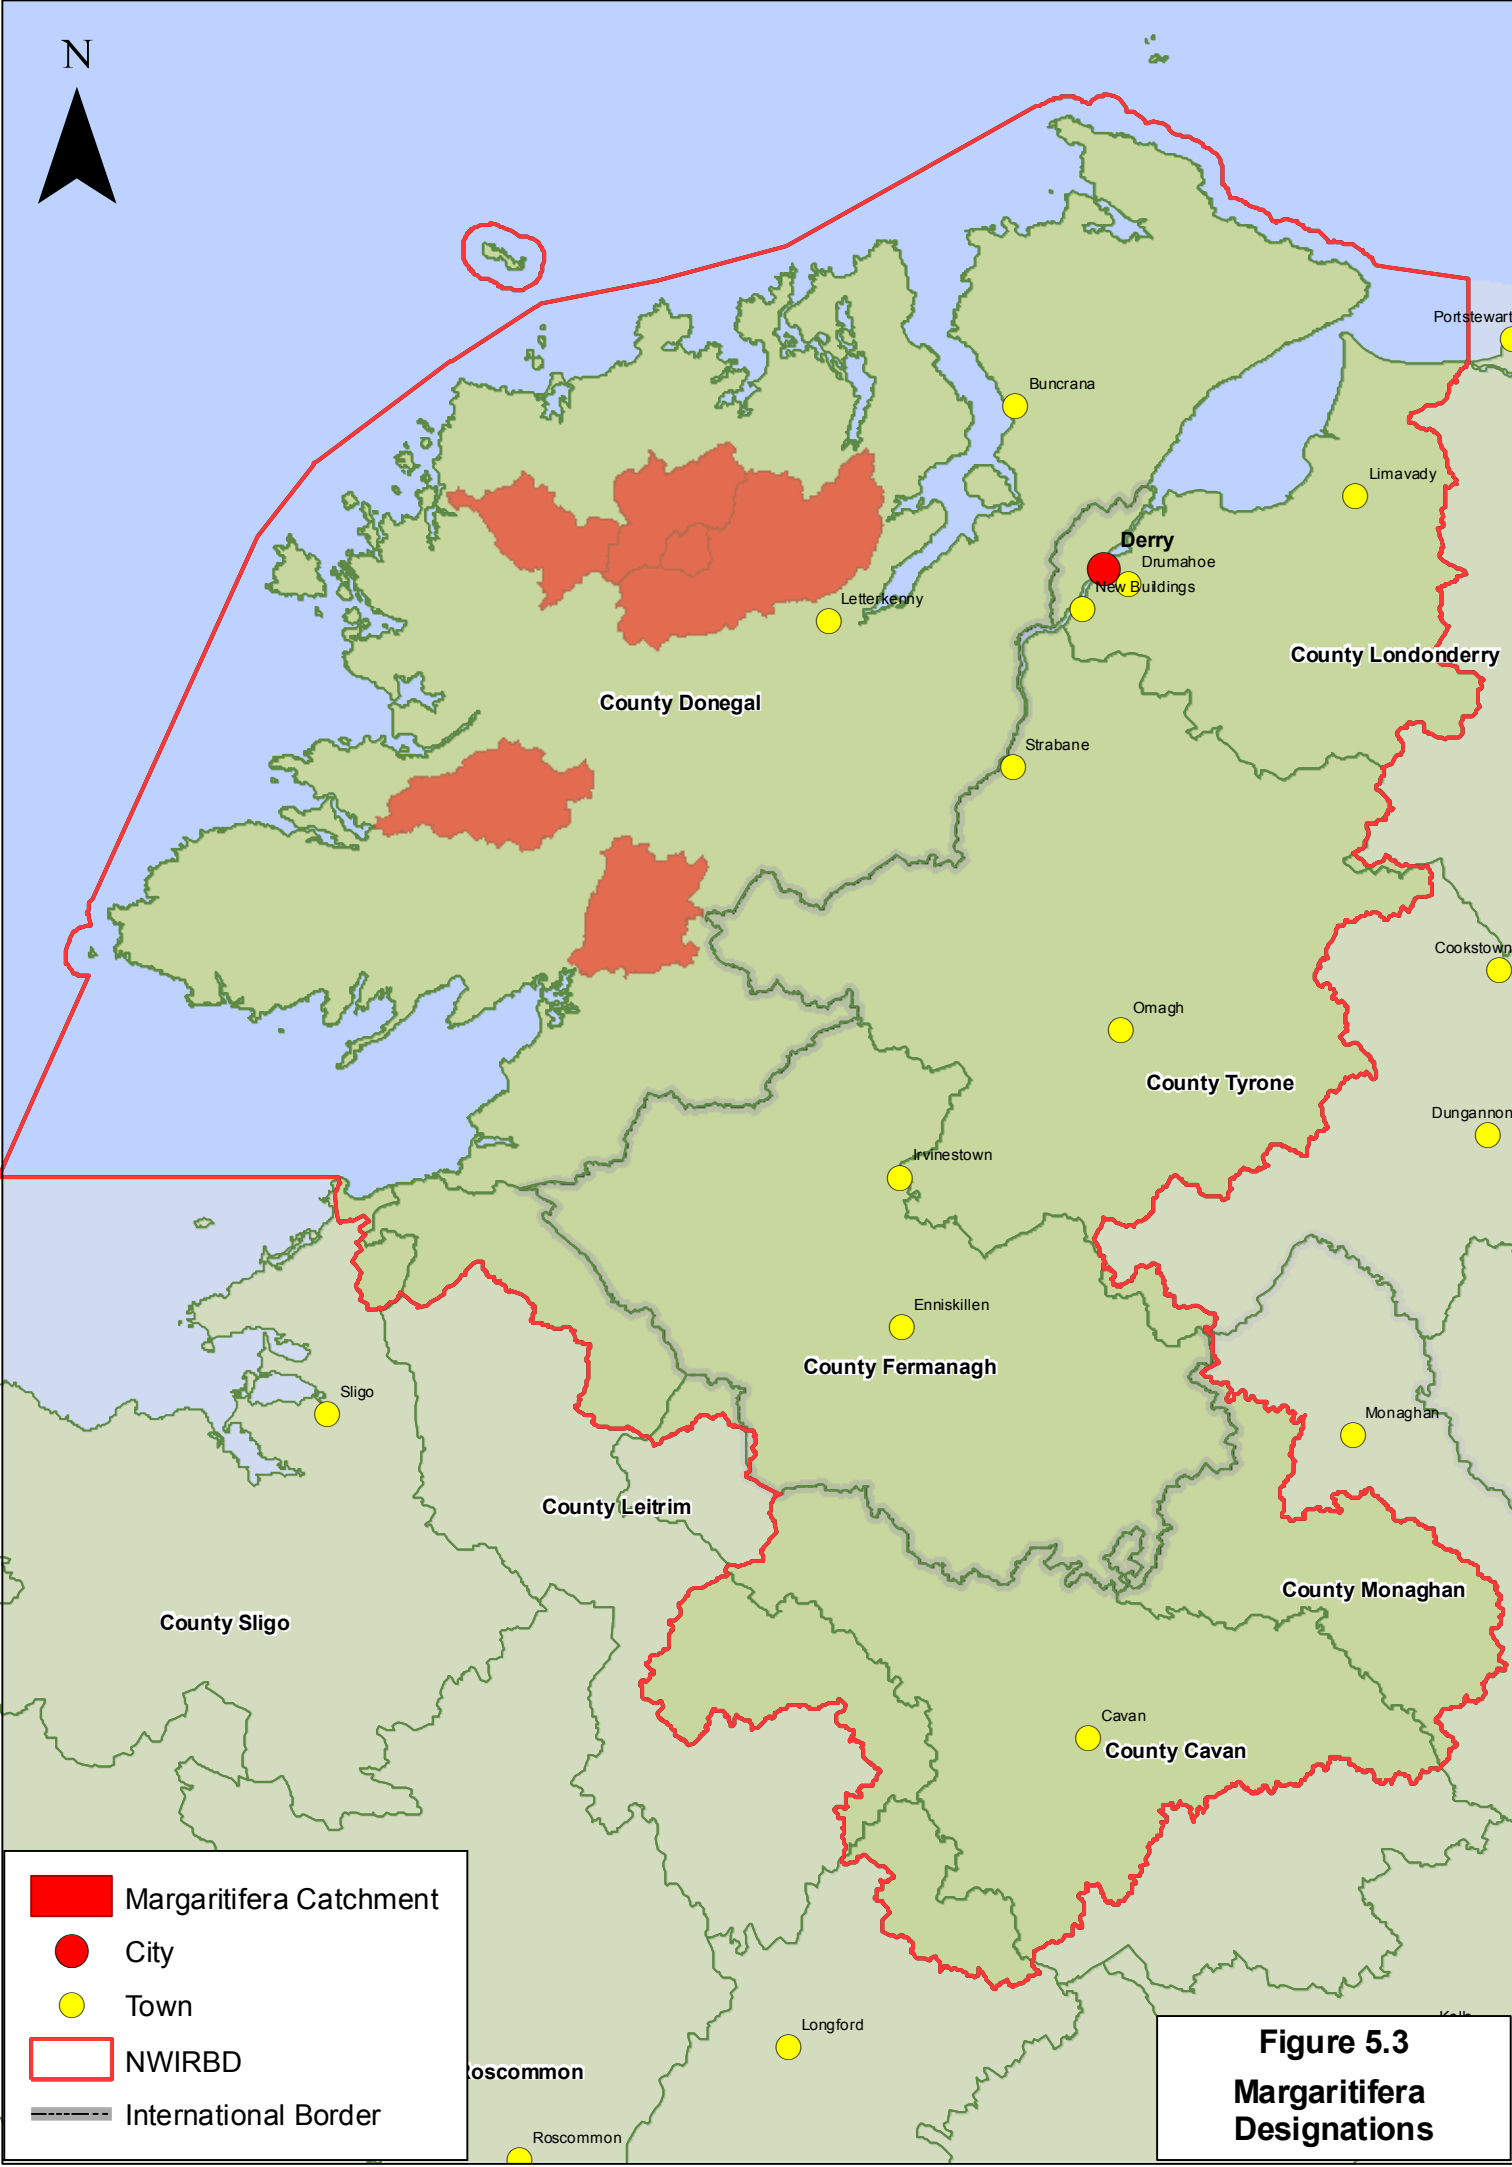 N
Portstewart
Buncrana
Limavady
Derry
Drumahoe
New Buildings
Letterkenny
County Londonderry
County Donegal
Strabane
Cookstown
Omagh
County Tyrone
Dungannon
Irvinestown
Enniskillen
County Fermanagh
Sligo
Monaghan
County Leitrim
County Monaghan
County Sligo
Cavan
County Cavan
Margaritifera Catchment
City
Town
NWIRBD
International Border
Longford
Roscommon
Roscommon
Figure 5.3
Margaritifera
Designations